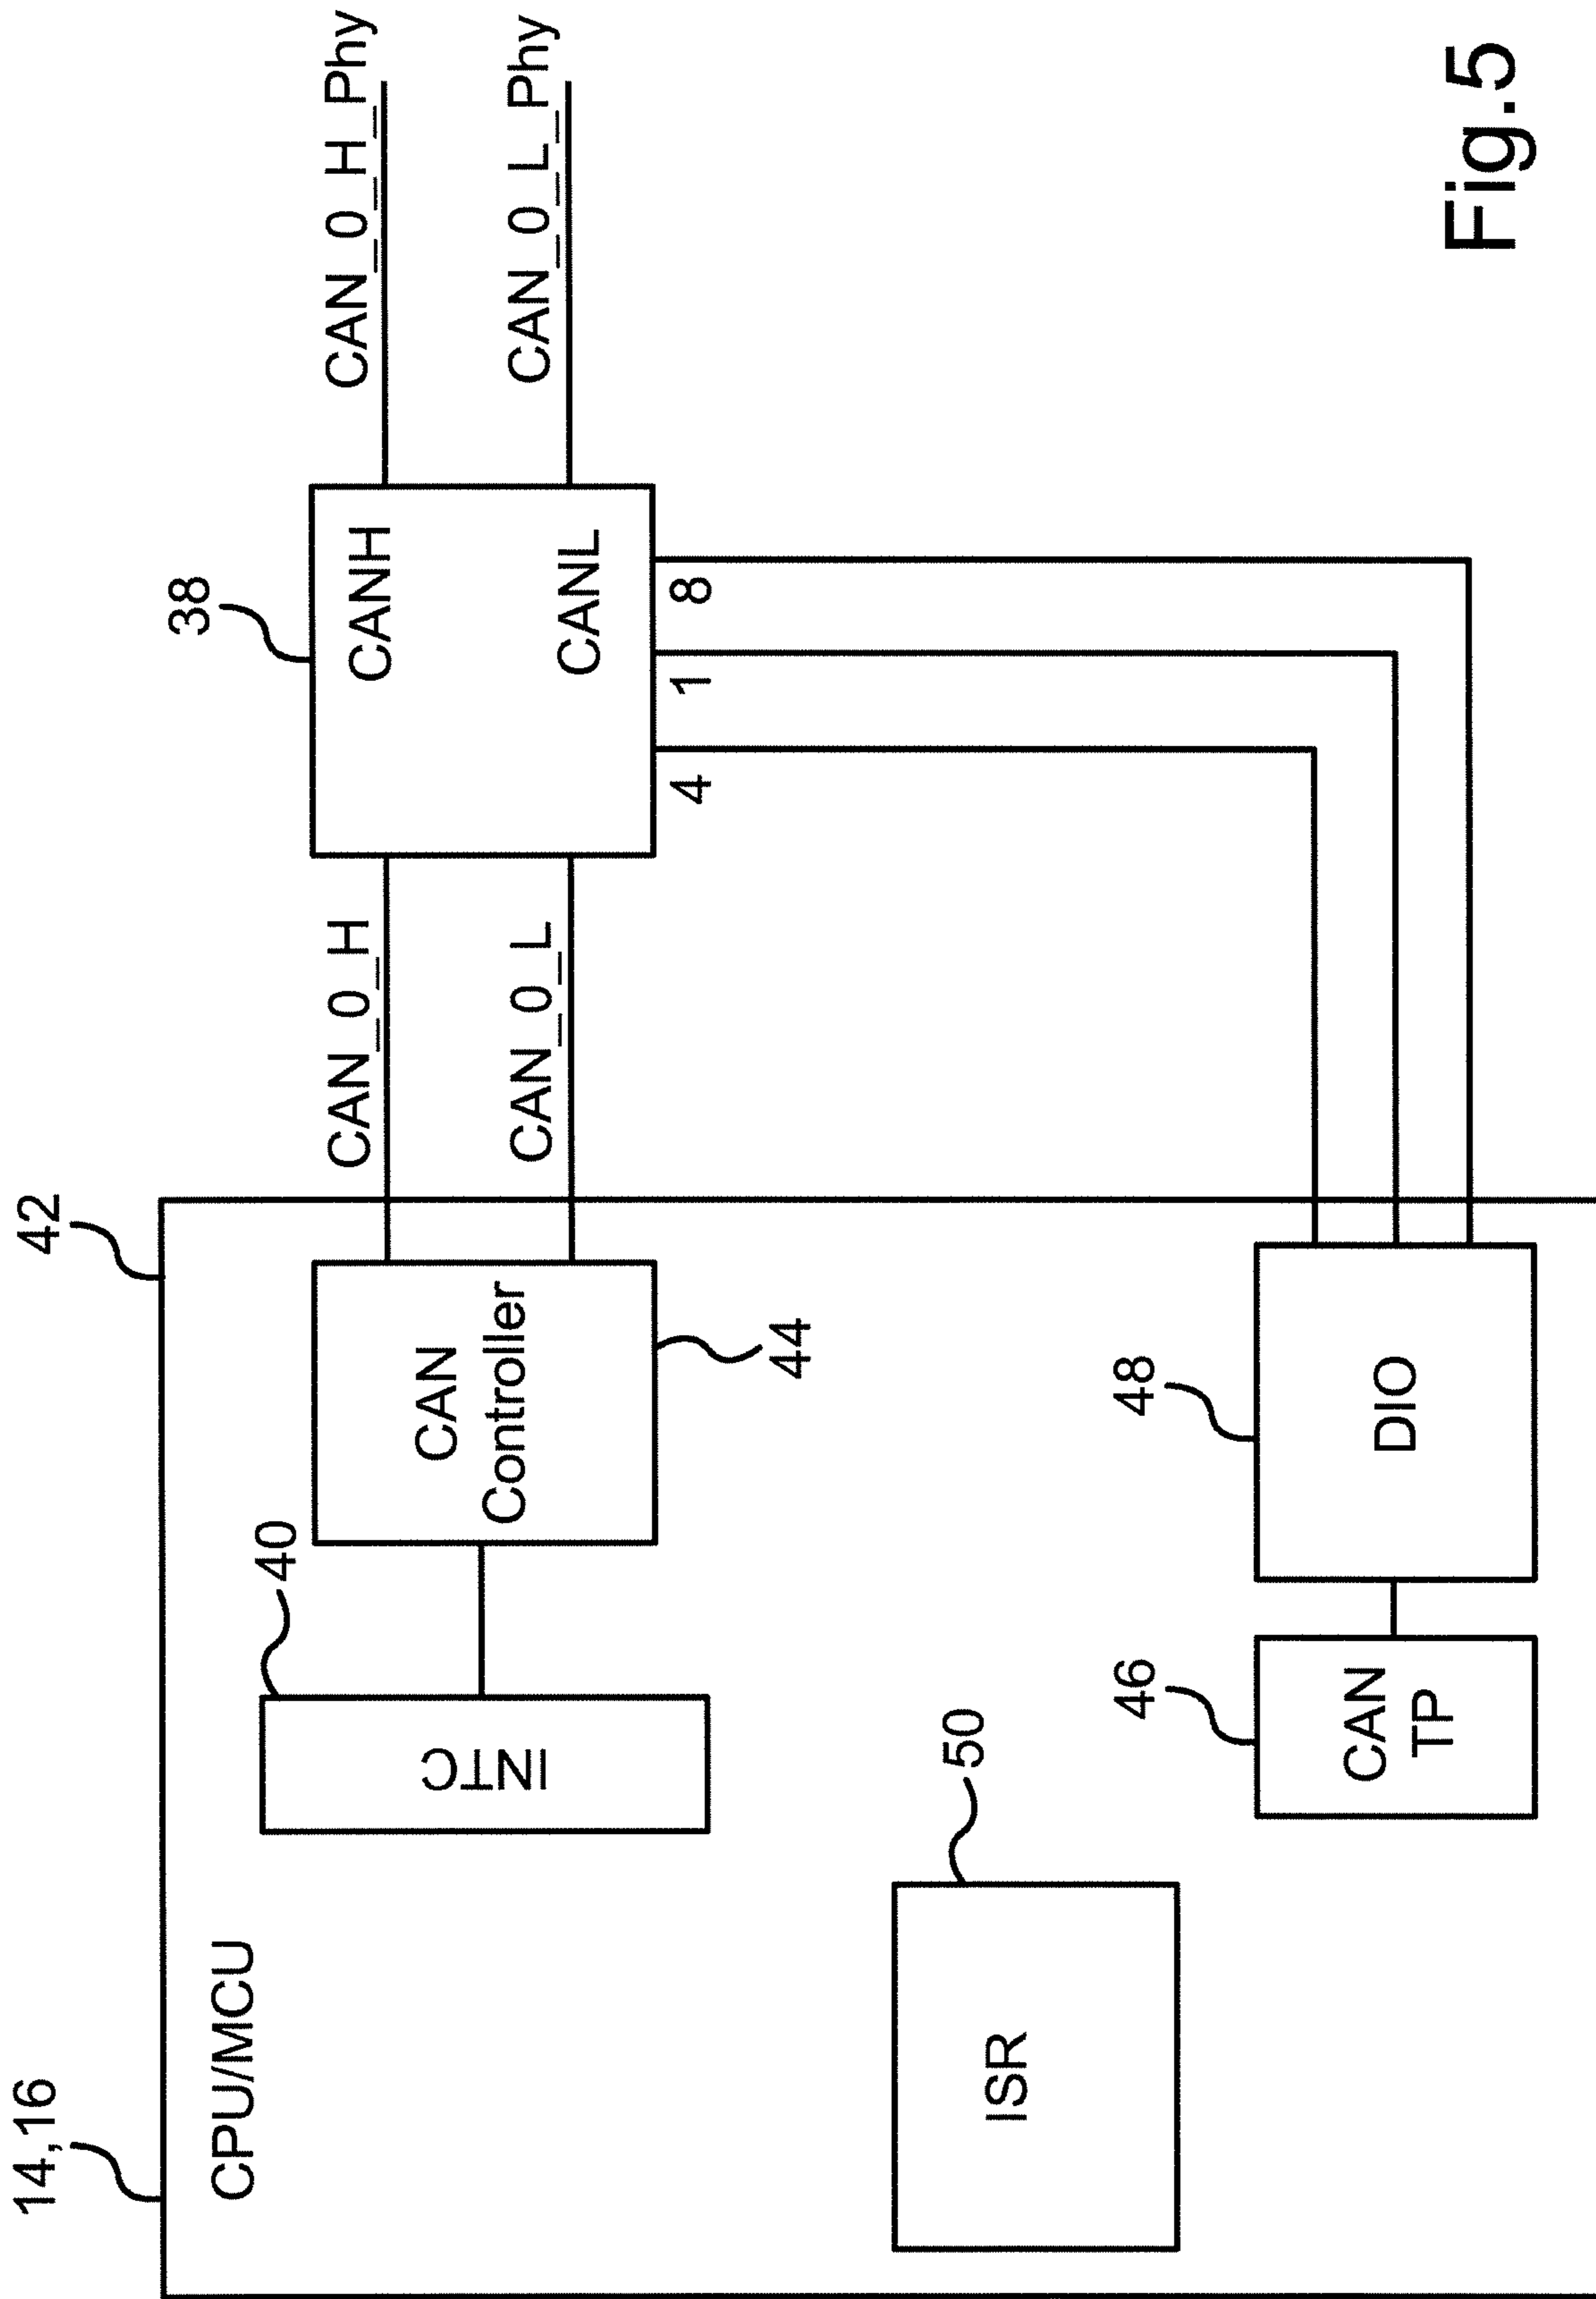 14,16
42
CPU/MCU
40
INTC
CAN
Controller
44
CAN_0_H
CAN_0_L
38
CANH
CANL
4
1
8
CAN_0_H_Phy
CAN_0_L_Phy
50
ISR
46
CAN
TP
48
DIO
Fig.5